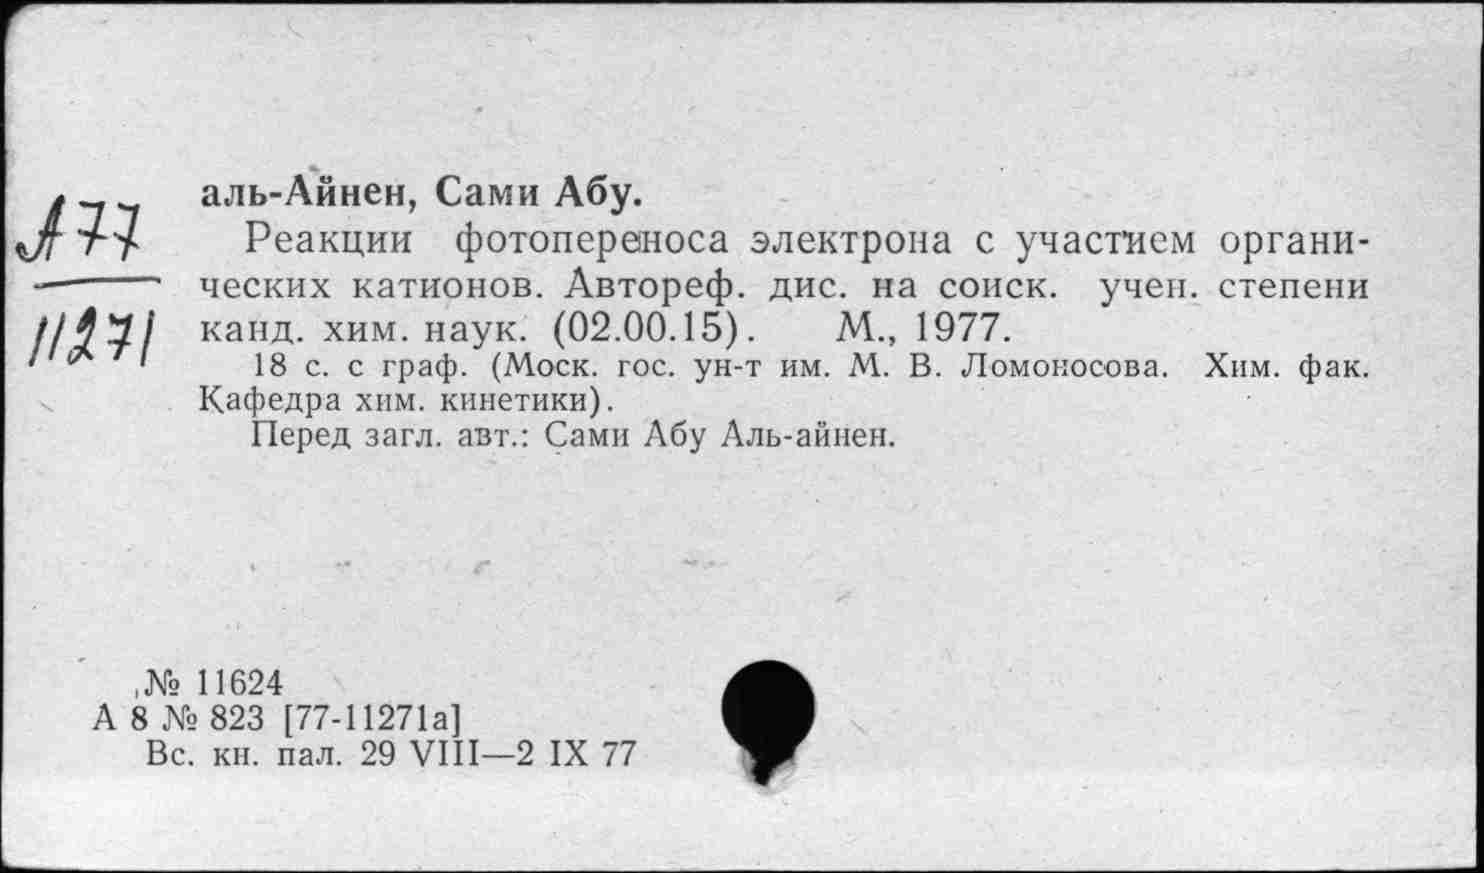 аль-Айнен, Сами Абу.
А77
Реакции фотопереноса электрона с участием органи-
ческих катионов. Автореф. дис. на соиск. учен. степени
11271
канд. хим. наук. (02.00.15). М., 1977.
18 с. с граф. (Моск. гос. ун-т им. М. В. Ломоносова. Хим. фак.
Кафедра хим. кинетики).
Перед загл. авт.: Сами Абу Аль-айнен.
№ 11624
А 8 № 823 [77-11271а]
Вс. кн. пал. 29 VIII—2 IX 77